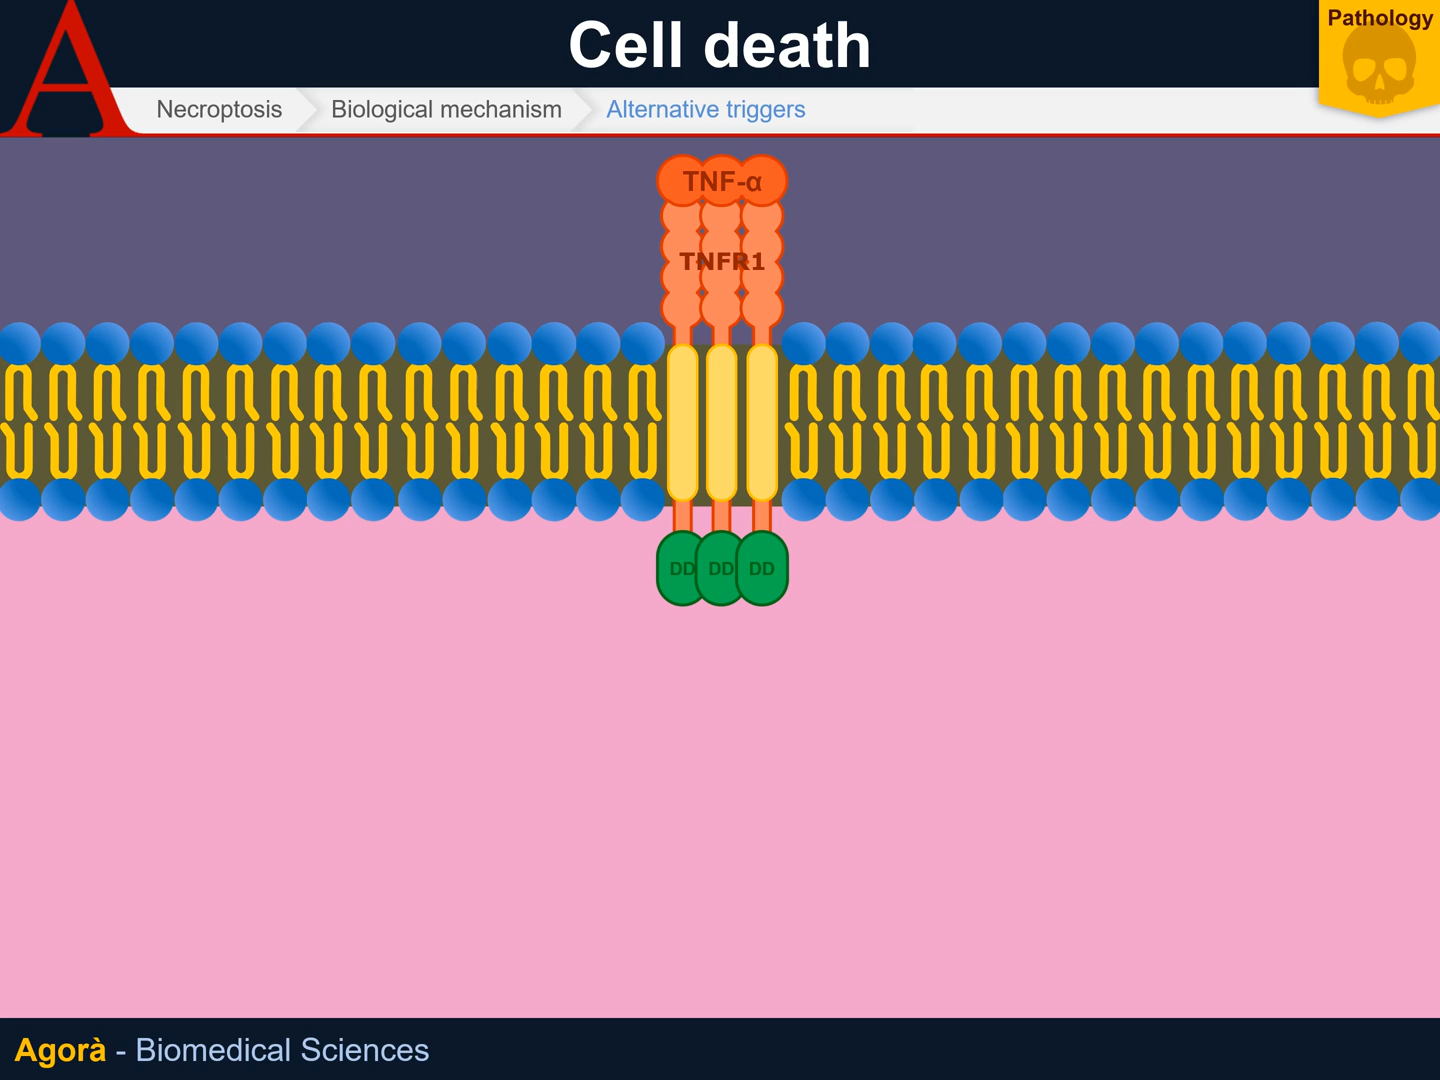 A
Cell death
Pathology
Necroptosis
Biological mechanism
Alternative triggers
TNF-α
TNFR1
DD
DD
DD
Agorà - Biomedical Sciences